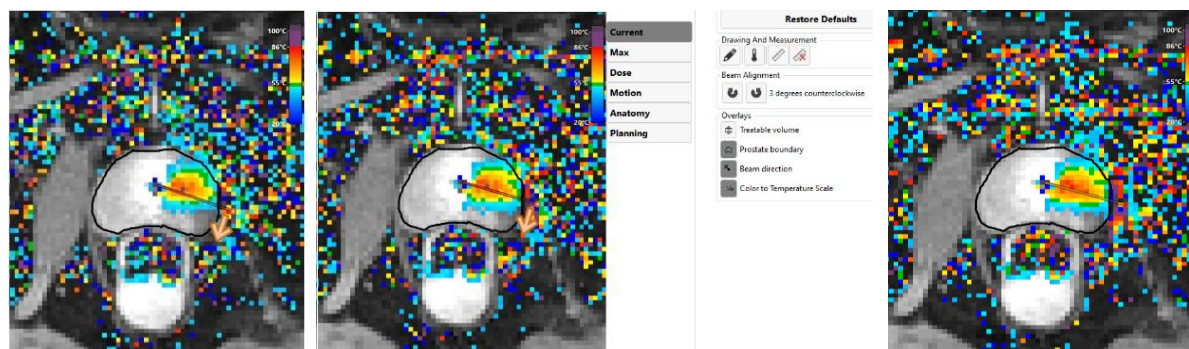 100°C
86°C
55°C
20°C
100°C
86°C
55°C
20°C
Current
Max
Dose
Motion
Anatomy
Planning
Restore Defaults
Drawing And Measurement
Beam Alignment
3 degrees counterclockwise
Overlays
Treatable volume
Prostate boundary
Beam direction
Color to Temperature Scale
100°C
86°C
55°C
20°C